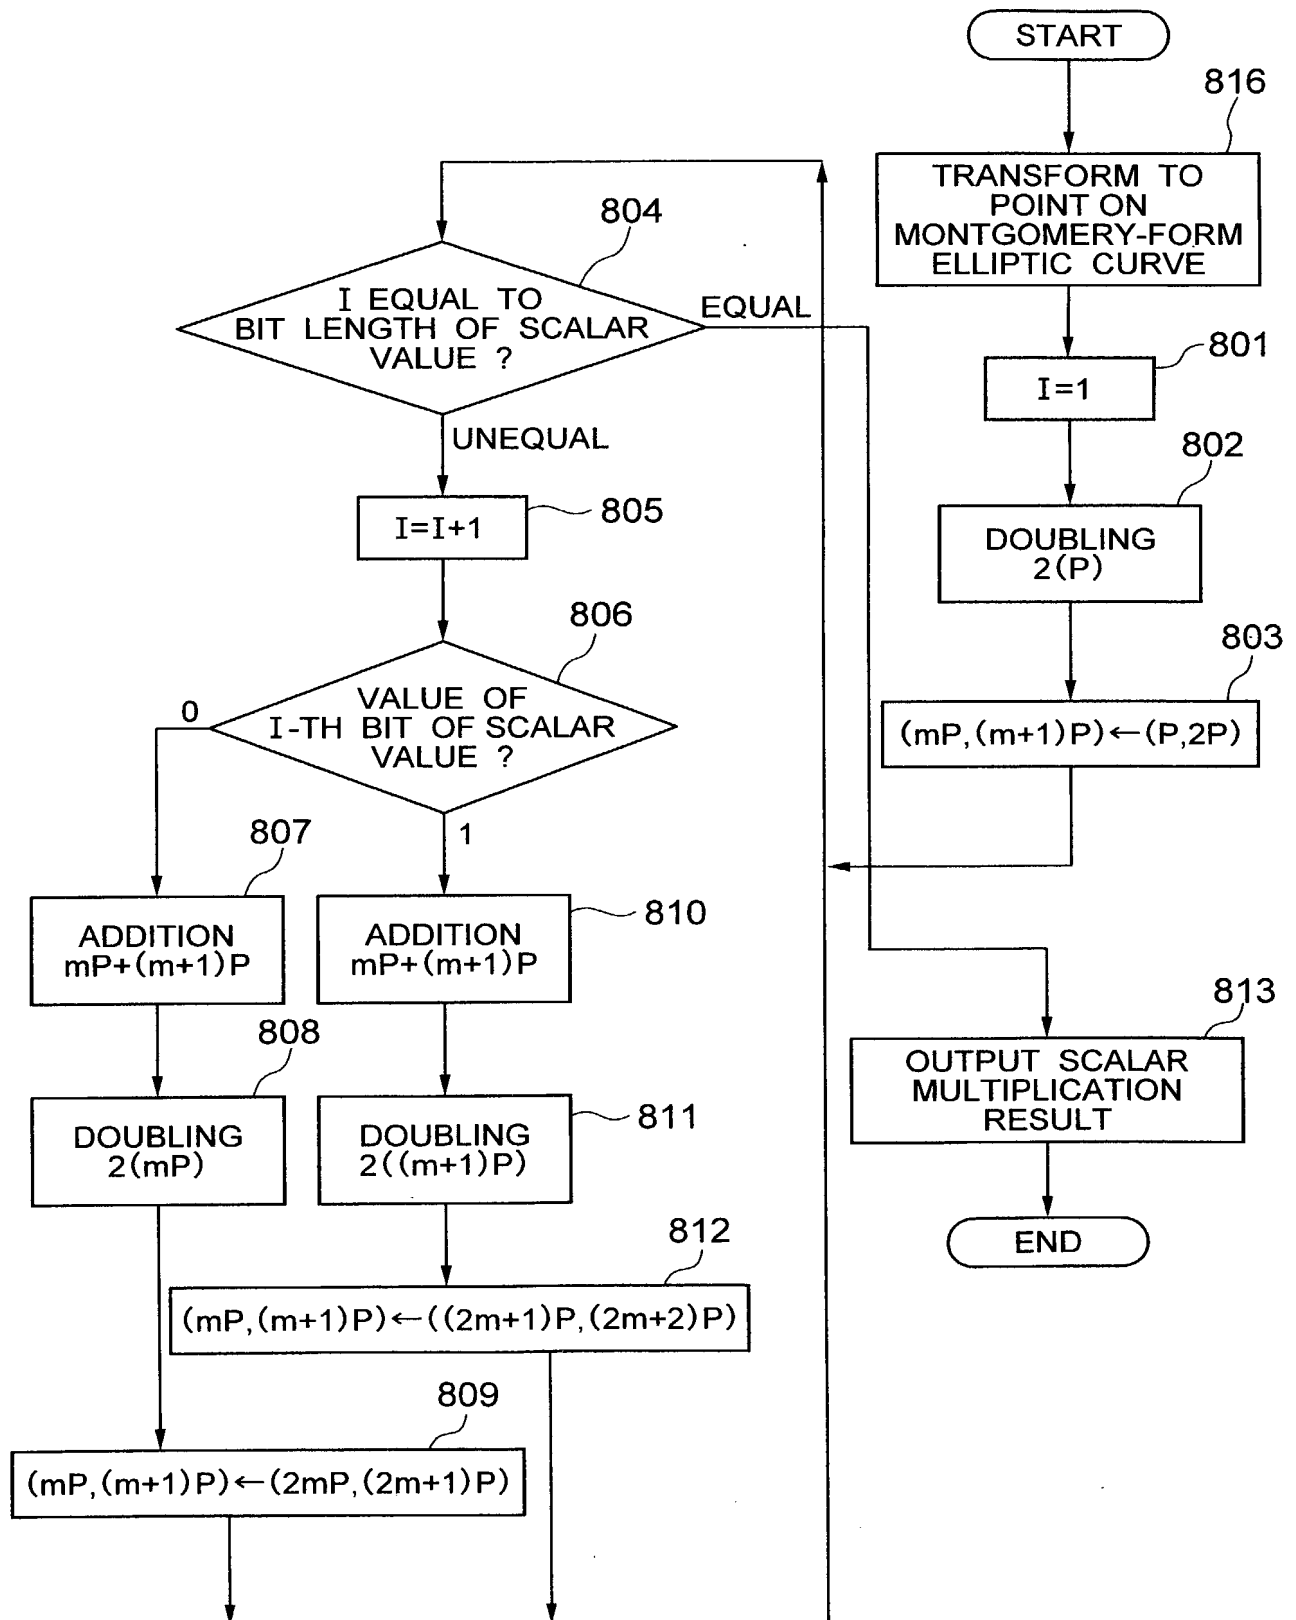 START
816
TRANSFORM TO
POINT ON
MONTGOMERY-FORM
ELLIPTIC CURVE
801
I=1
802
DOUBLING
2(P)
803
(mP,(m+1)P)←(P,2P)
804
I EQUAL TO
BIT LENGTH OF SCALAR
VALUE ?
EQUAL
UNEQUAL
805
I=I+1
806
VALUE OF
I-TH BIT OF SCALAR
VALUE ?
0
1
807
ADDITION
mP+(m+1)P
810
ADDITION
mP+(m+1)P
808
DOUBLING
2(mP)
811
DOUBLING
2((m+1)P)
812
(mP,(m+1)P)←((2m+1)P,(2m+2)P)
809
(mP,(m+1)P)←(2mP,(2m+1)P)
813
OUTPUT SCALAR
MULTIPLICATION
RESULT
END